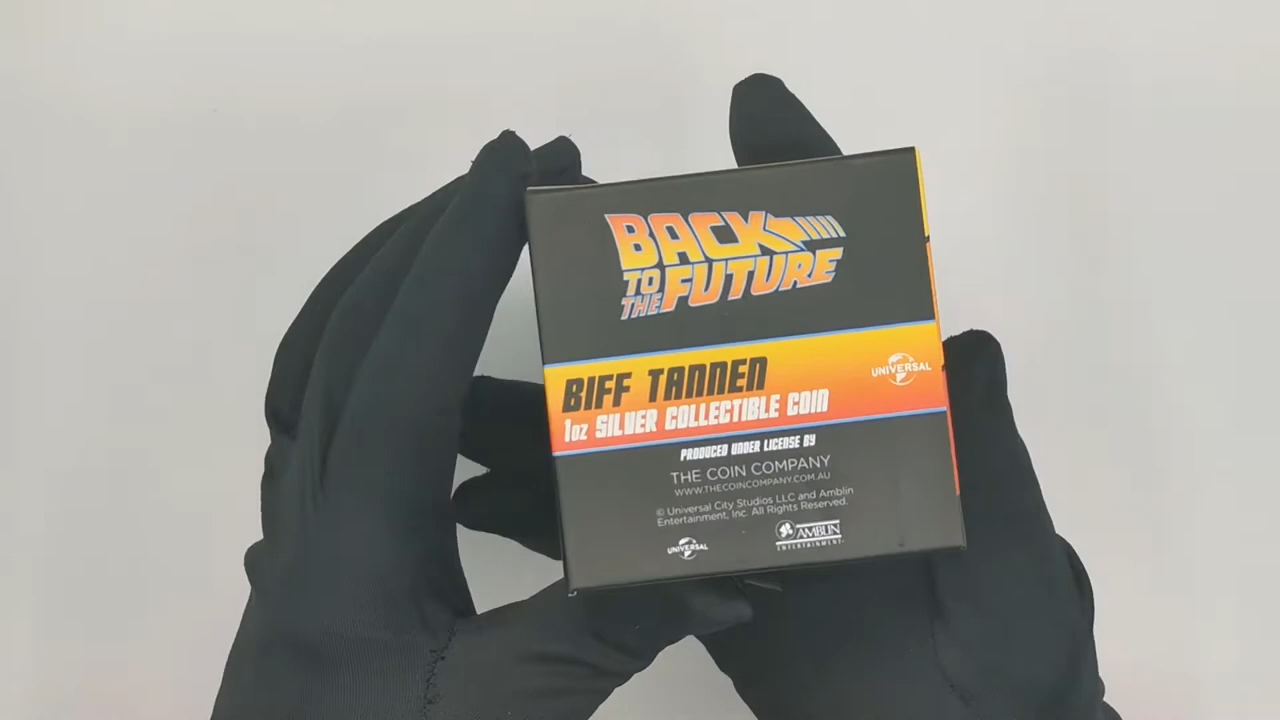 BACK
TO
THE FUTURE
BIFF TANNEN
UNIVERSAL
1oz SILVER COLLECTIBLE COIN
PRODUCED UNDER LICENSE BY
THE COIN COMPANY
WWW.THECOINCOMPANY.COM.AU
© Universal City Studios LLC and Amblin
Entertainment, Inc. All Rights Reserved.
UNIVERSAL
AMBLIN
ENTERTAINMENT